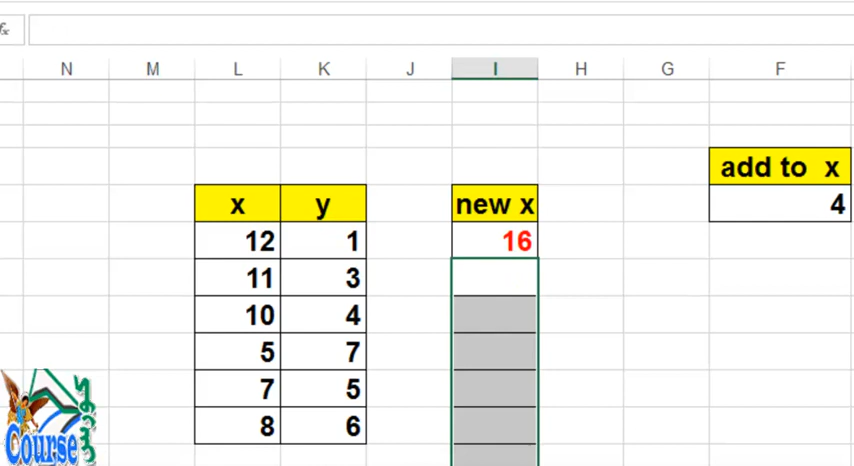 fx
N M L K J I H G F
add to x
x y new x 4
12 1 16
11 3
10 4
5 7
7 5
8 6
Course